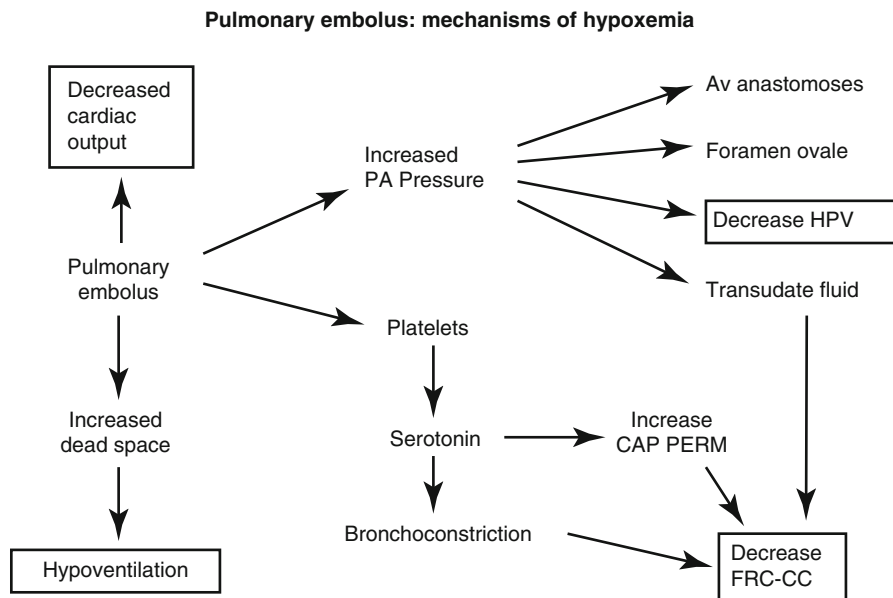 Pulmonary embolus: mechanisms of hypoxemia
Decreased
cardiac
output
Increased
PA Pressure
Av anastomoses
Foramen ovale
Decrease HPV
Transudate fluid
Pulmonary
embolus
Platelets
Increased
dead space
Serotonin
Increase
CAP PERM
Bronchoconstriction
Hypoventilation
Decrease
FRC-CC